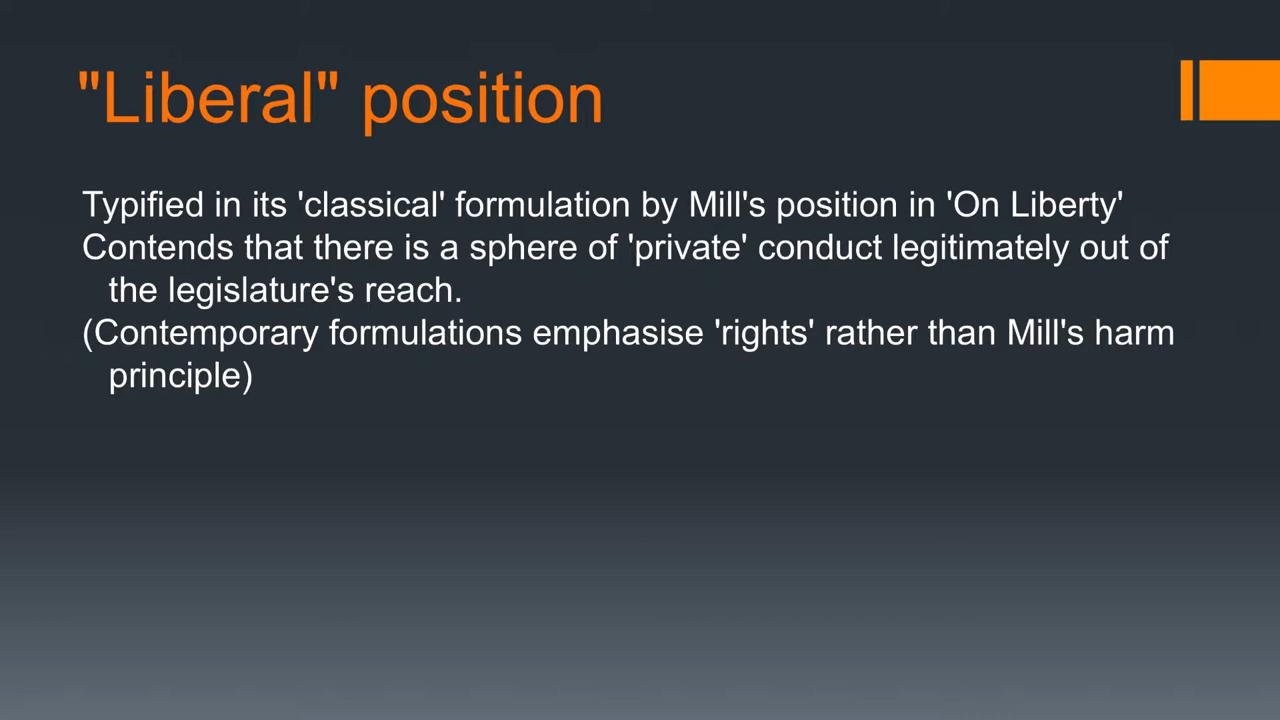 "Liberal" position
Typified in its 'classical' formulation by Mill's position in 'On Liberty'
Contends that there is a sphere of 'private' conduct legitimately out of
the legislature's reach.
(Contemporary formulations emphasise 'rights' rather than Mill's harm
principle)